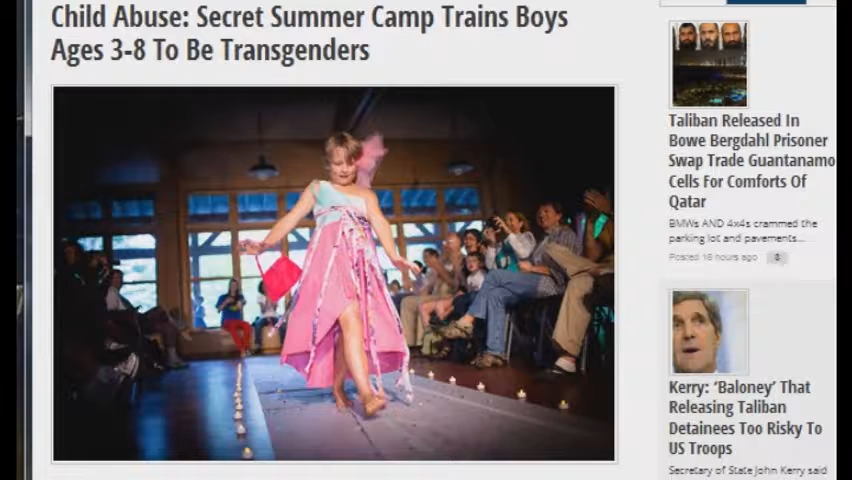 Child Abuse: Secret Summer Camp Trains Boys
Ages 3-8 To Be Transgenders
Taliban Released In
Bowe Bergdahl Prisoner
Swap Trade Guantanamo
Cells For Comforts Of
Qatar
BMWs AND 4x4s crammed the
parking lot and pavements...
Posted 16 hours ago 0
Kerry: ‘Baloney’ That
Releasing Taliban
Detainees Too Risky To
US Troops
Secretary of State John Kerry said